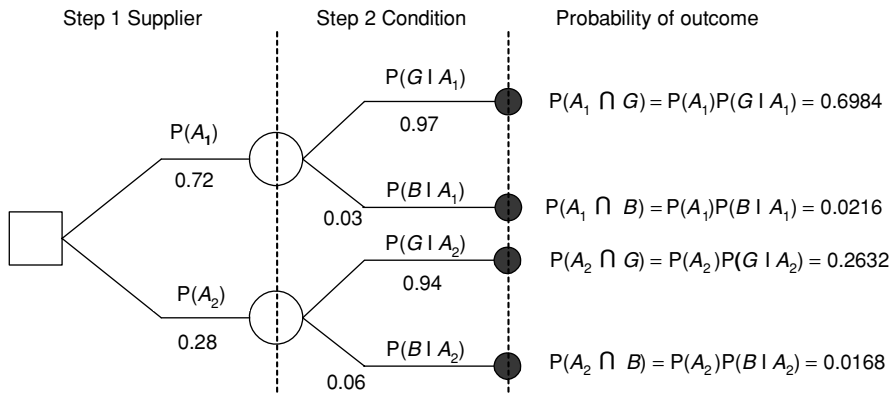 Step 1 Supplier Step 2 Condition Probability of outcome
P(G | A₁)
P(A₁ ∩ G) = P(A₁)P(G | A₁) = 0.6984
0.97
P(A₁)
0.72
P(B | A₁)
P(A₁ ∩ B) = P(A₁)P(B | A₁) = 0.0216
0.03
P(G | A₂)
P(A₂ ∩ G) = P(A₂)P(G | A₂) = 0.2632
0.94
P(A₂)
0.28
P(B | A₂)
P(A₂ ∩ B) = P(A₂)P(B | A₂) = 0.0168
0.06